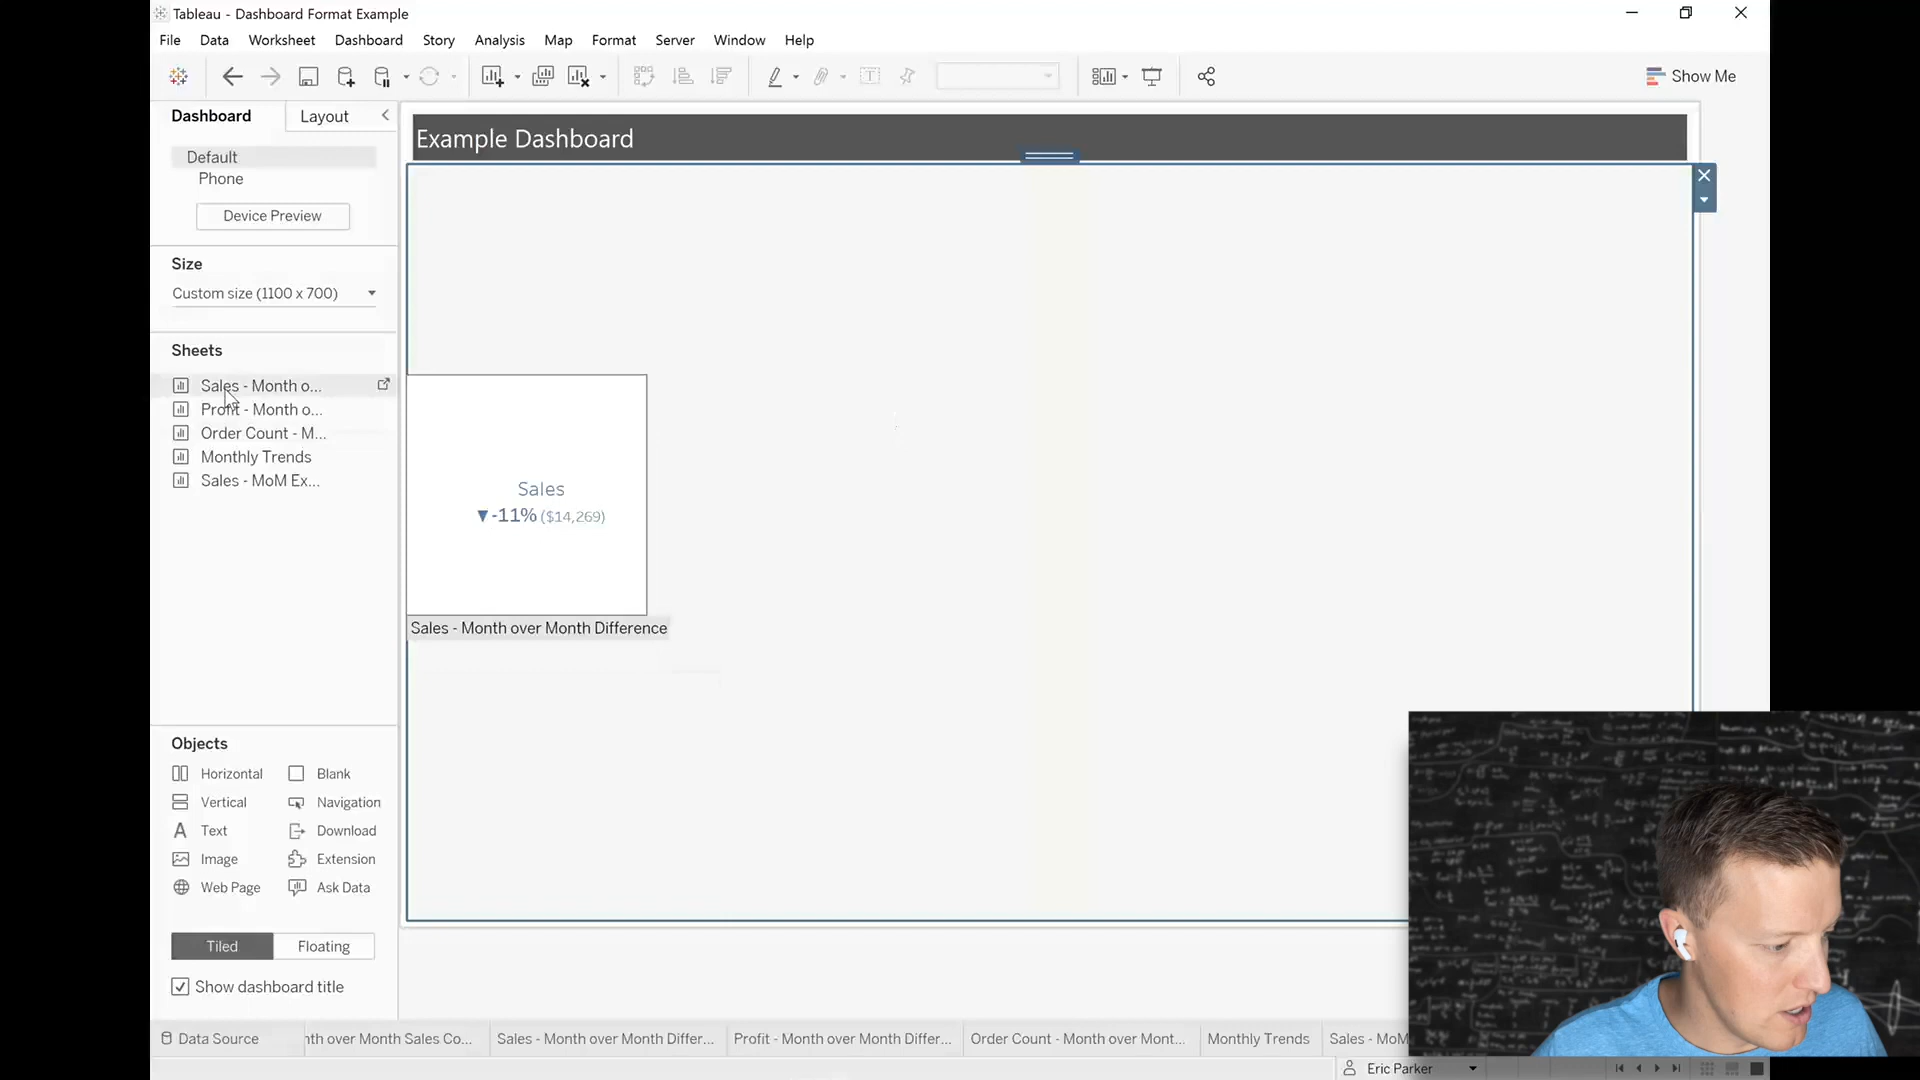 Tableau - Dashboard Format Example
File Data Worksheet Dashboard Story Analysis Map Format Server Window Help
Show Me
Dashboard Layout
Default
Phone
Device Preview
Size
Custom size (1100 x 700)
Sheets
Sales - Month o...
Profit - Month o...
Order Count - M...
Monthly Trends
Sales - MoM Ex...
Example Dashboard
Sales
▼-11% ($14,269)
Sales - Month over Month Difference
Objects
Horizontal Blank
Vertical Navigation
Text Download
Image Extension
Web Page Ask Data
Tiled Floating
Show dashboard title
Data Source nth over Month Sales Co... Sales - Month over Month Differ... Profit - Month over Month Differ... Order Count - Month over Mont... Monthly Trends Sales - MoM
Eric Parker